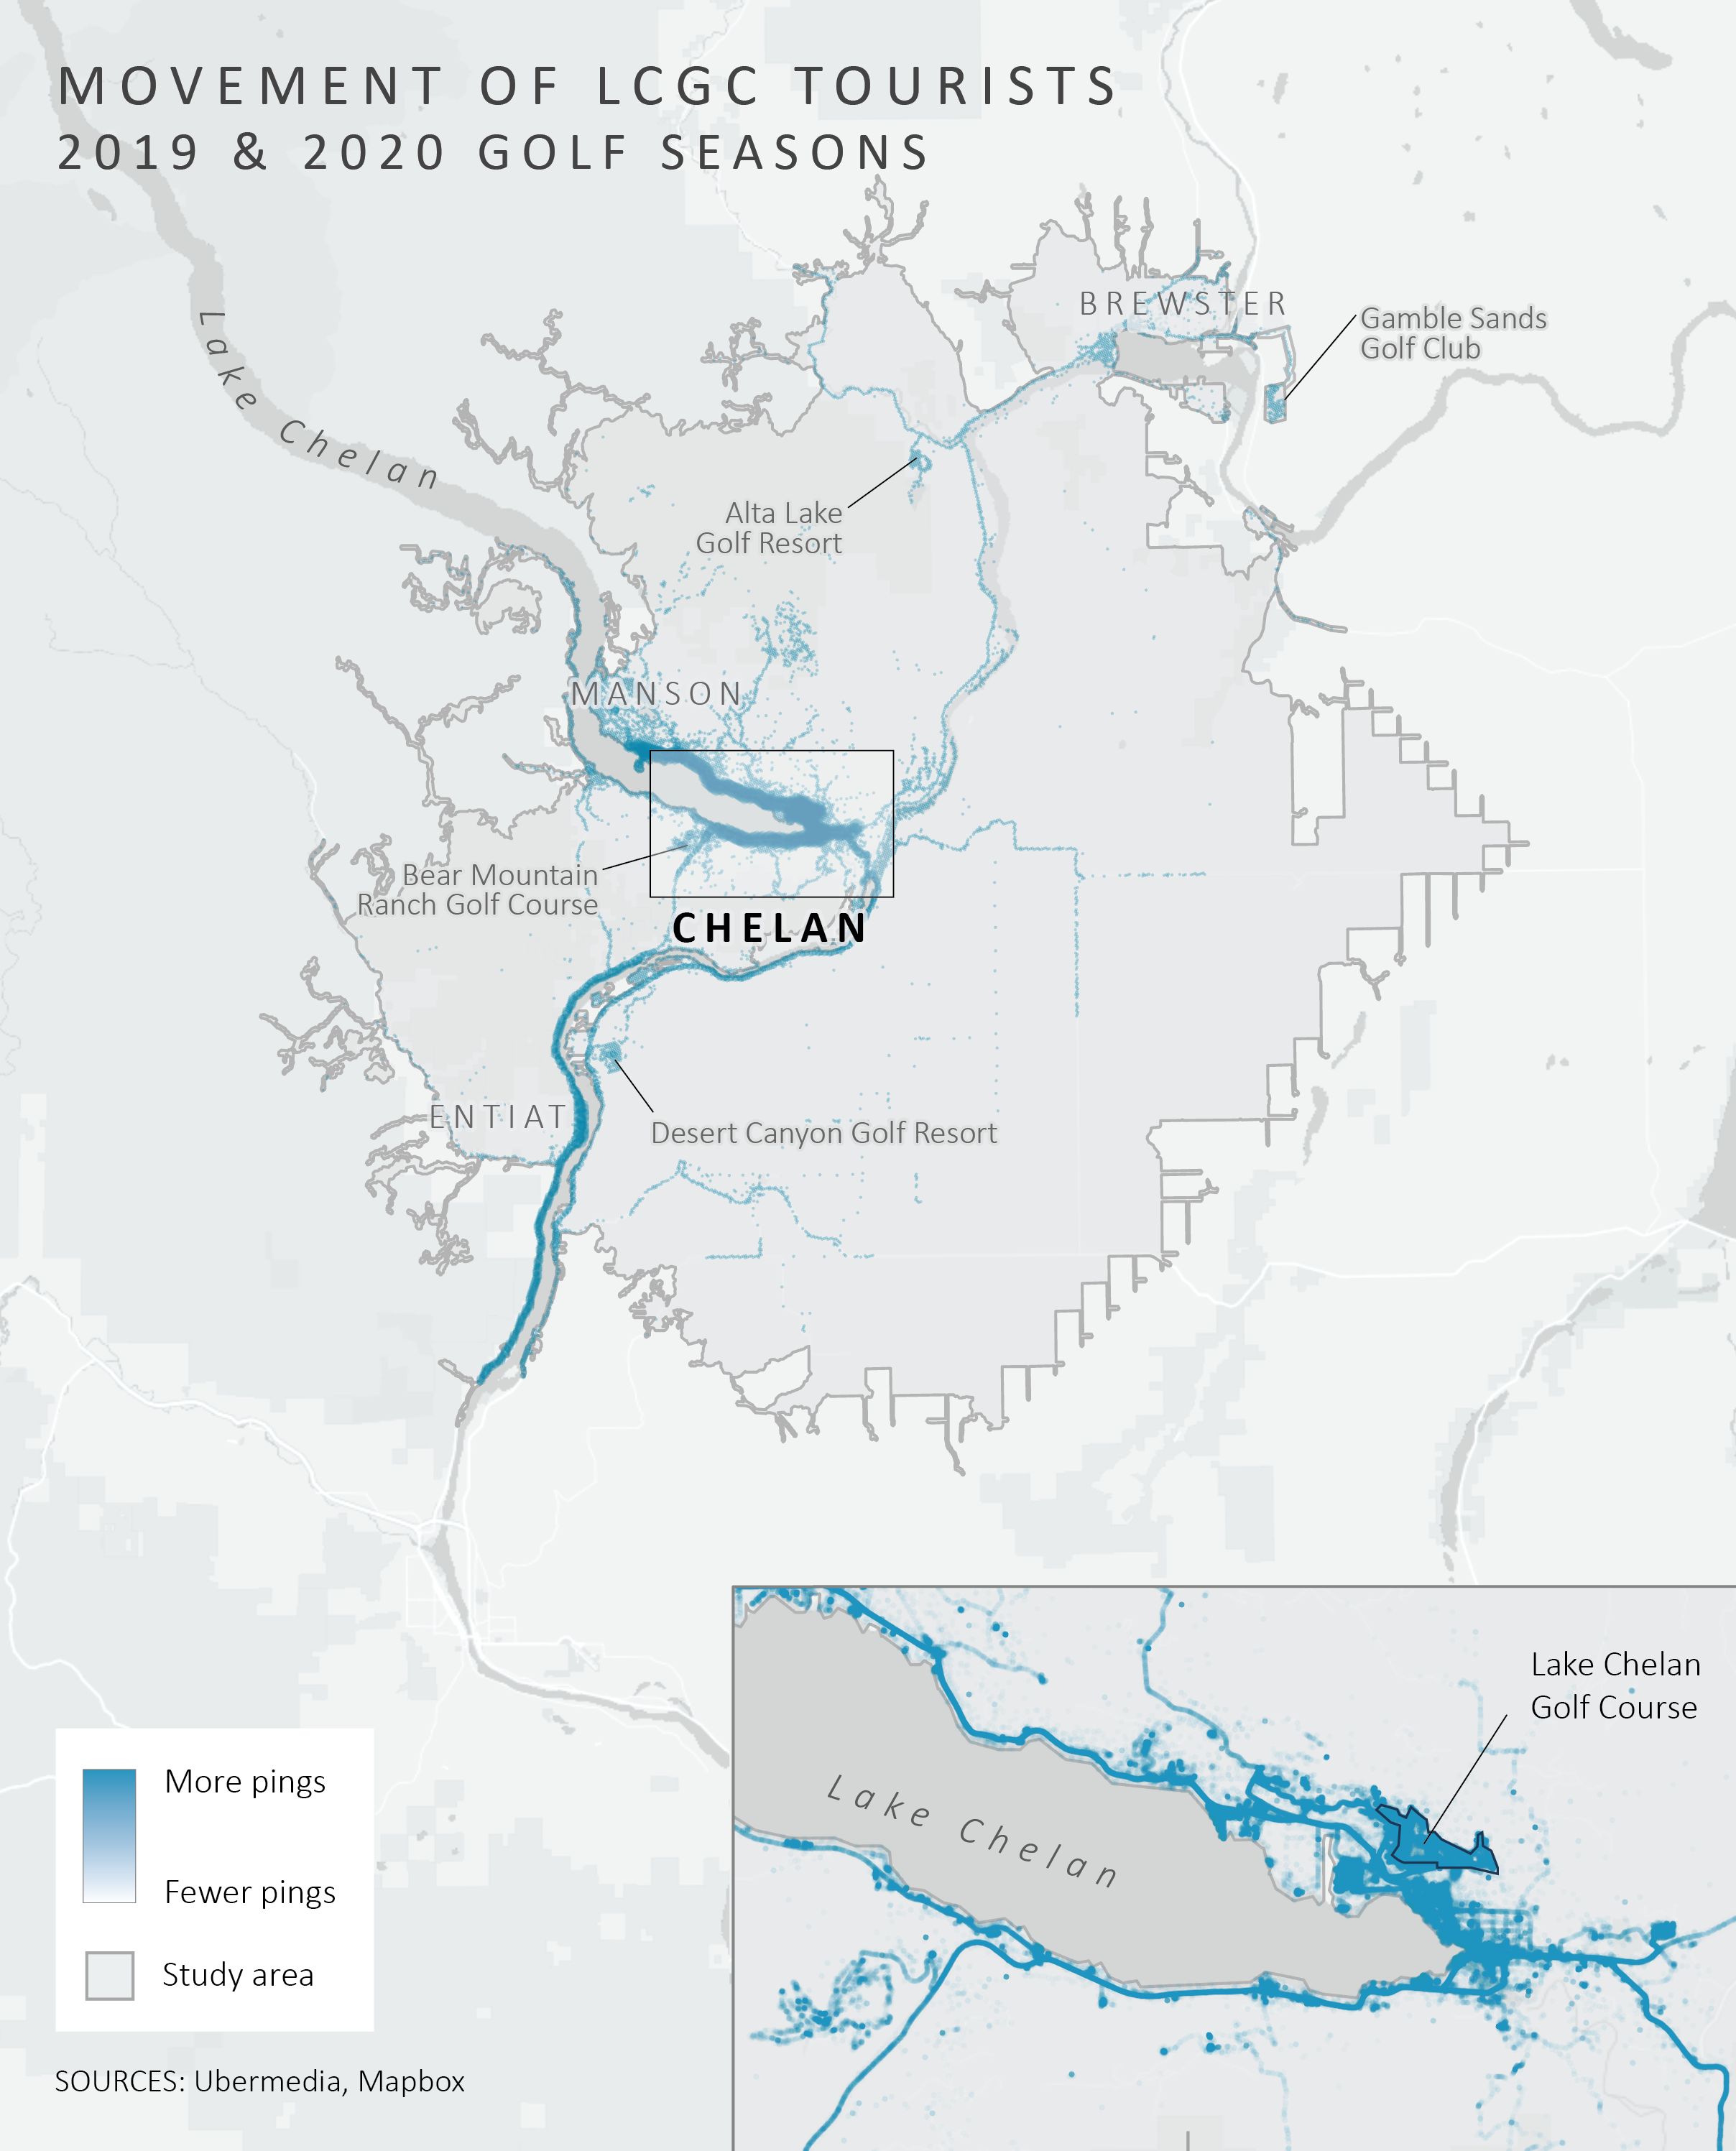 MOVEMENT OF LCGC TOURISTS
2019 & 2020 GOLF SEASONS
BREWSTER
Gamble Sands
Golf Club
Lake Chelan
Alta Lake
Golf Resort
MANSON
Bear Mountain
Ranch Golf Course
CHELAN
ENTIAT
Desert Canyon Golf Resort
Lake Chelan
Golf Course
Lake Chelan
More pings
Fewer pings
Study area
SOURCES: Ubermedia, Mapbox